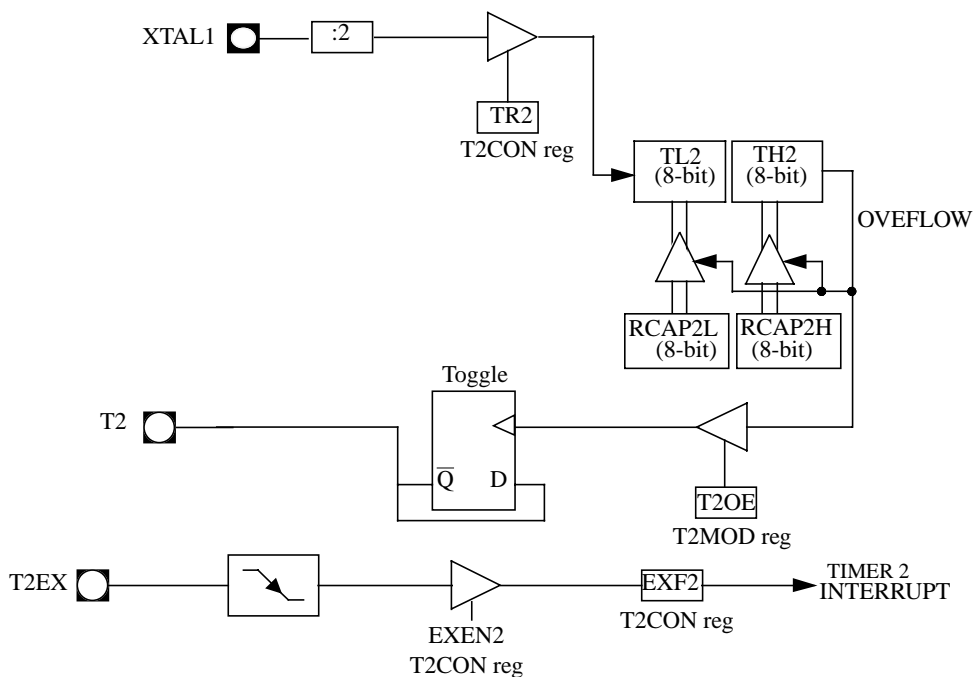 XTAL1
:2
TR2
T2CON reg
TL2
(8-bit)
TH2
(8-bit)
OVEFLOW
RCAP2L
(8-bit)
RCAP2H
(8-bit)
Toggle
T2
Q̅
D
T2OE
T2MOD reg
T2EX
EXEN2
T2CON reg
EXF2
T2CON reg
TIMER 2
INTERRUPT